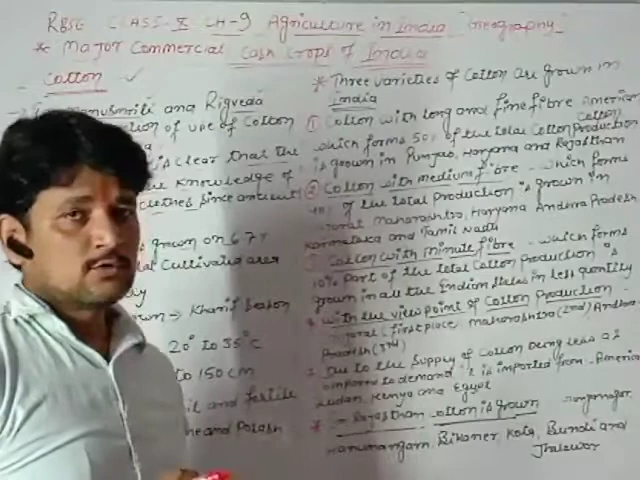 RBSE CLASS X CH-9 Agriculture in India "Geography"
* Major Commercial Cash Crops of India
- Cotton ✓
Manusmriti and Rigveda
tion of use of Cotton
is clear that the
e knowledge of
clothes since ancient
grown on 6.7%
al Cultivated area
own → Kharif Season
20° to 35°C
to 150 cm
il and fertile
ne and Potash
* Three varieties of Cotton are grown in
India
① Cotton with long and fine fibre American
Cotton
which forms 50% of the total Cotton Production
is grown in Punjab, Haryana and Rajasthan
② Cotton with medium fibre - which forms
40% of the total production is grown in
Maharashtra, Haryana Andhra Pradesh
Karnataka and Tamil Nadu
Cotton with minute fibre - which forms
10% Part of the total Cotton production is
grown in all the Indian States in less quantity
* with the view point of Cotton Production -
(first place) Maharashtra (2nd) Andhra
Pradesh (3rd)
Due to the supply of Cotton being less as
compare to demand it is imported from - America
Sudan, Kenya and Egypt
* - Rajasthan - Cotton is grown
Hanumangarh, Bikaner, Kota, Bundi and
Jhalawar